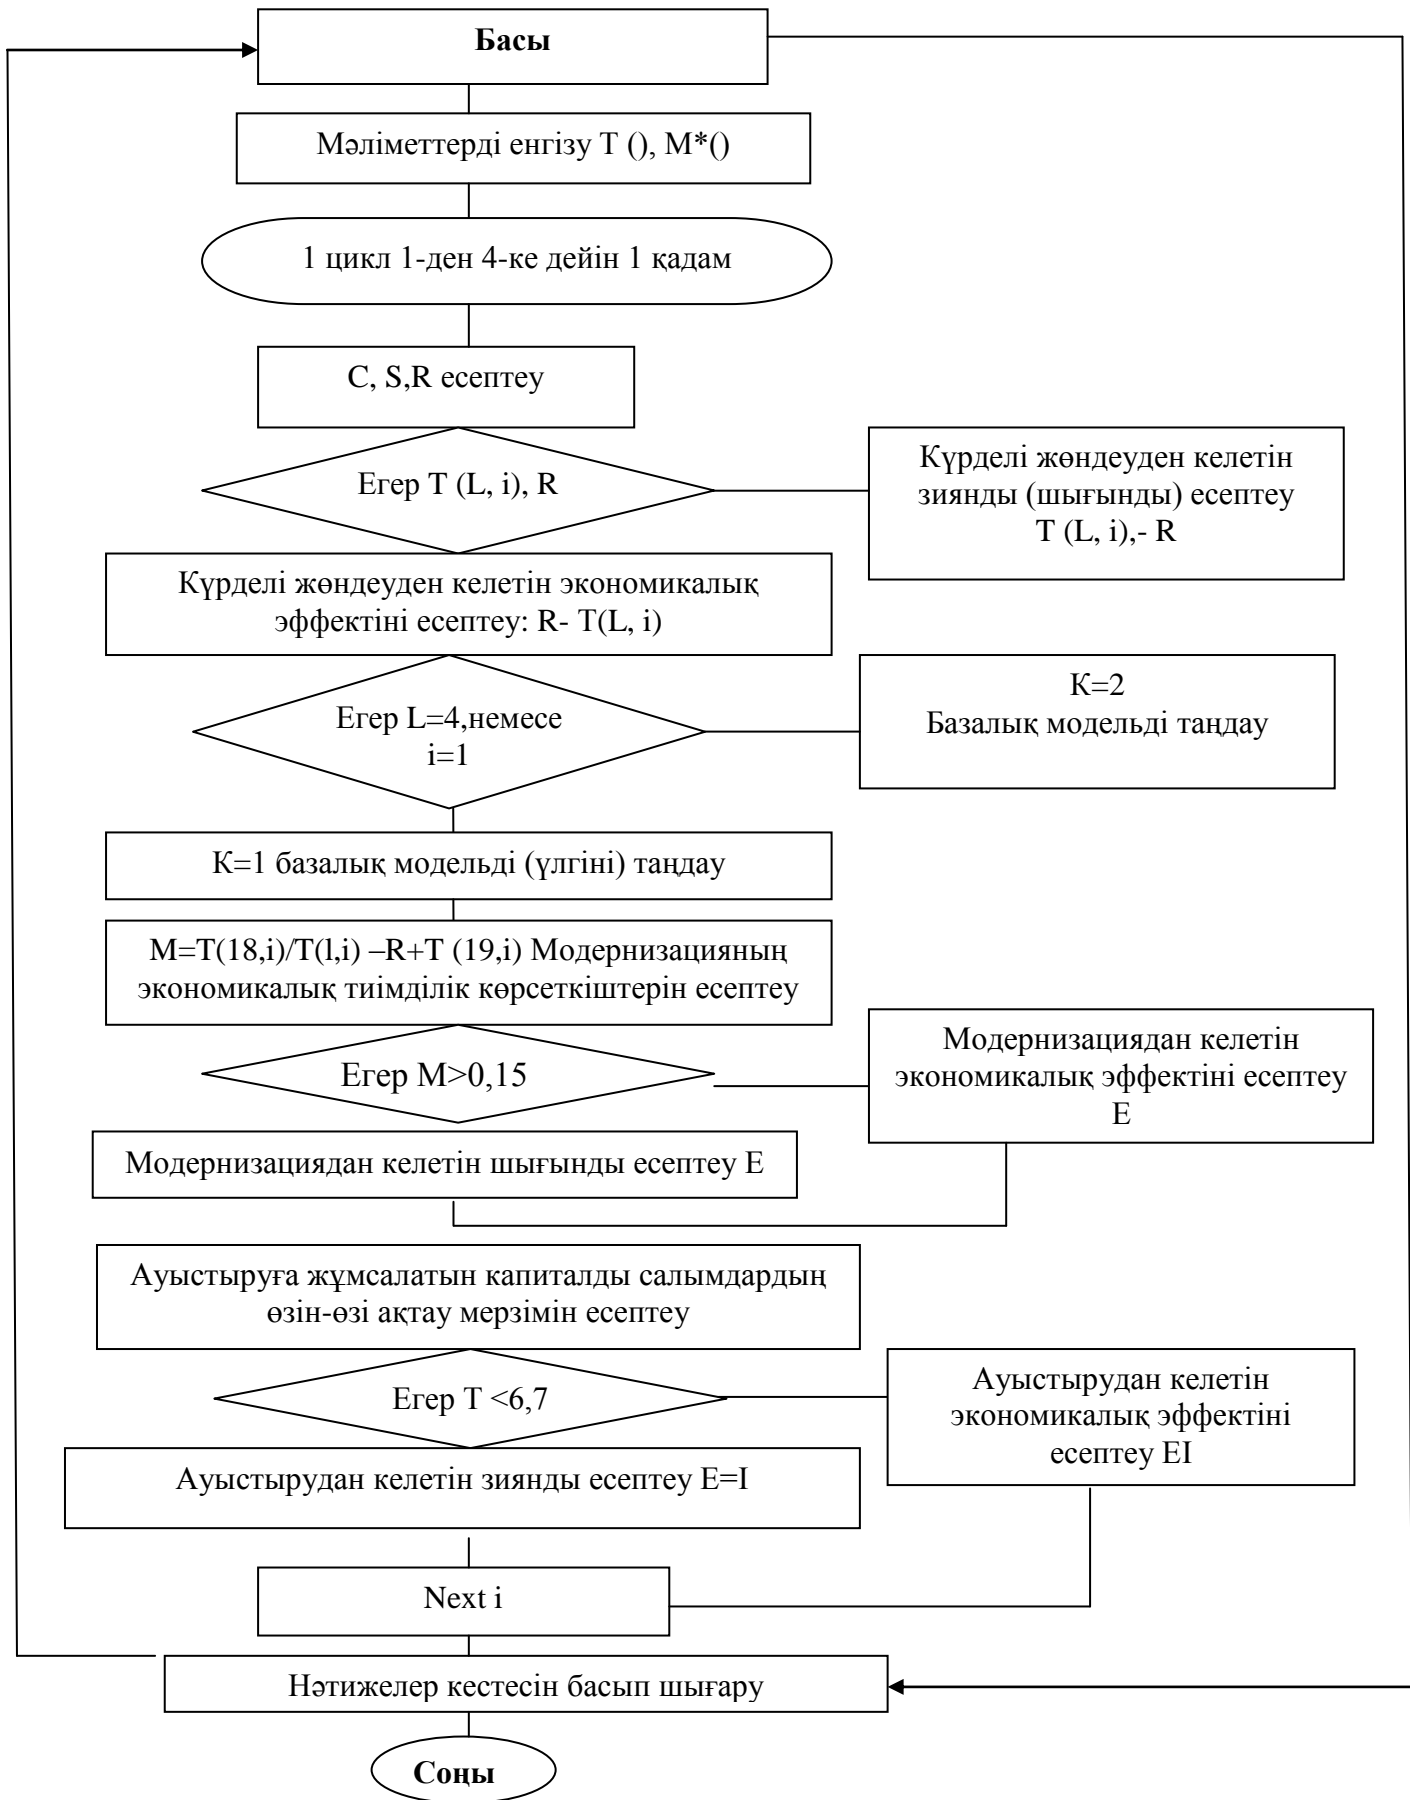 Басы
Мәліметтерді енгізу Т (), М*()
1 цикл 1-ден 4-ке дейін 1 қадам
C, S,R есептеу
Егер Т (L, i), R
Күрделі жөндеуден келетін
зиянды (шығынды) есептеу
Т (L, i),- R
Күрделі жөндеуден келетін экономикалық
эффектіні есептеу: R- T(L, i)
Егер L=4,немесе
i=1
К=2
Базалық модельді таңдау
К=1 базалық модельді (үлгіні) таңдау
М=Т(18,i)/Т(l,i) –R+Т (19,i) Модернизацияның
экономикалық тиімділік көрсеткіштерін есептеу
Егер М>0,15
Модернизациядан келетін
экономикалық эффектіні есептеу
Е
Модернизациядан келетін шығынды есептеу Е
Ауыстыруға жұмсалатын капиталды салымдардың
өзін-өзі ақтау мерзімін есептеу
Егер Т <6,7
Ауыстырудан келетін
экономикалық эффектіні
есептеу ЕI
Ауыстырудан келетін зиянды есептеу Е=I
Next i
Нәтижелер кестесін басып шығару
Соңы